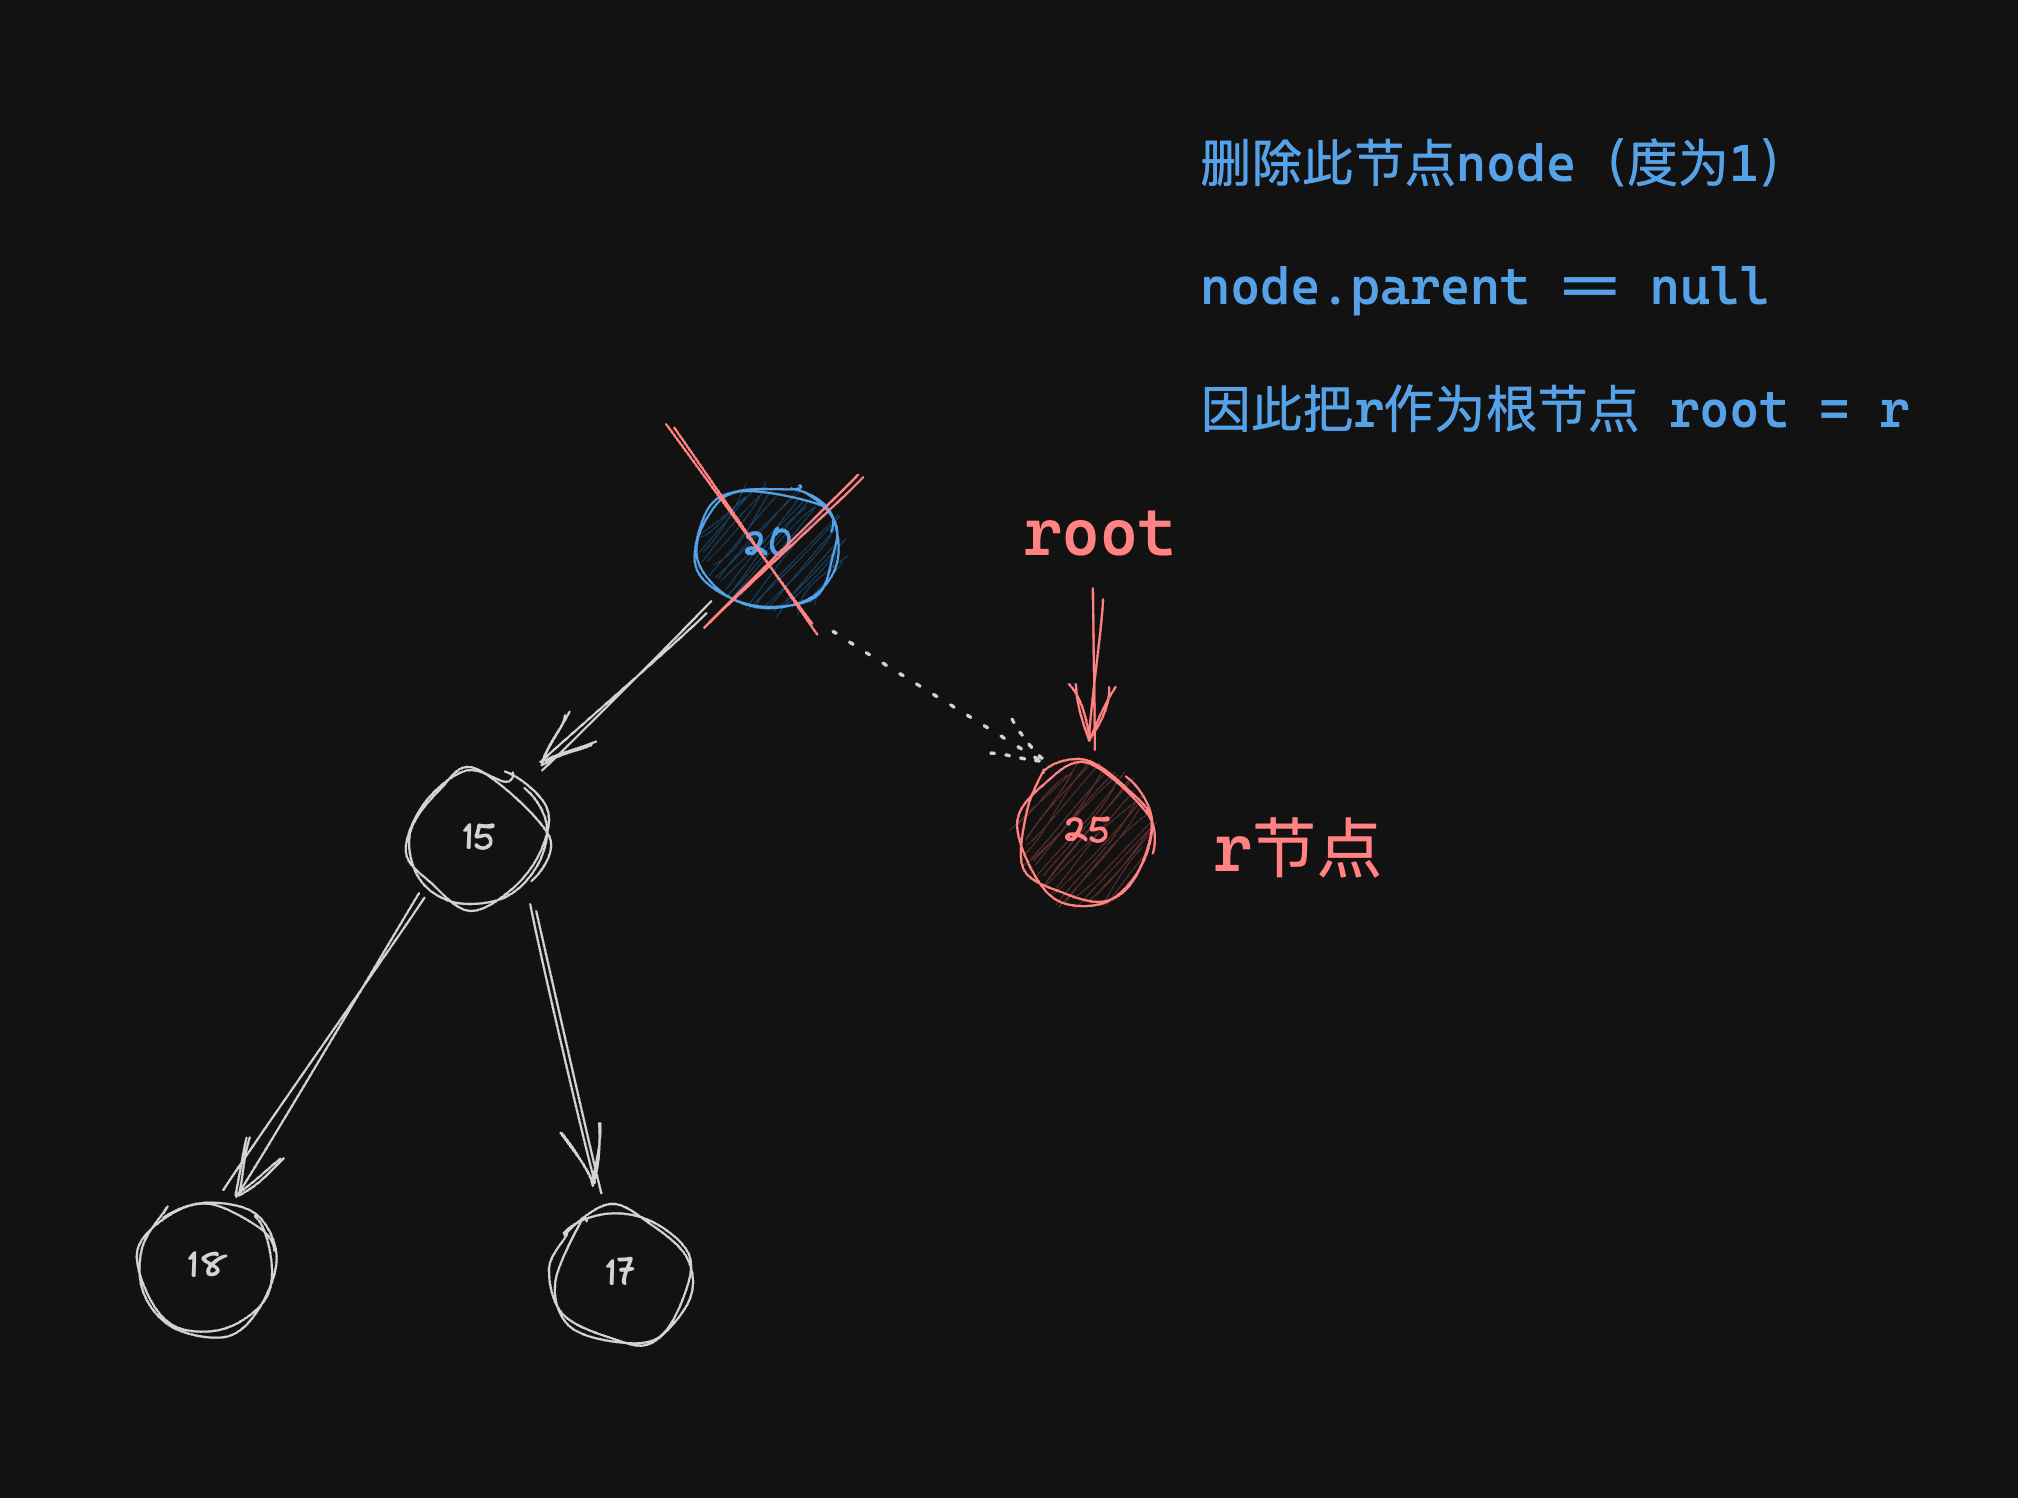 删除此节点node（度为1）
node.parent == null
因此把r作为根节点 root = r
20
root
15
25
r节点
18
17